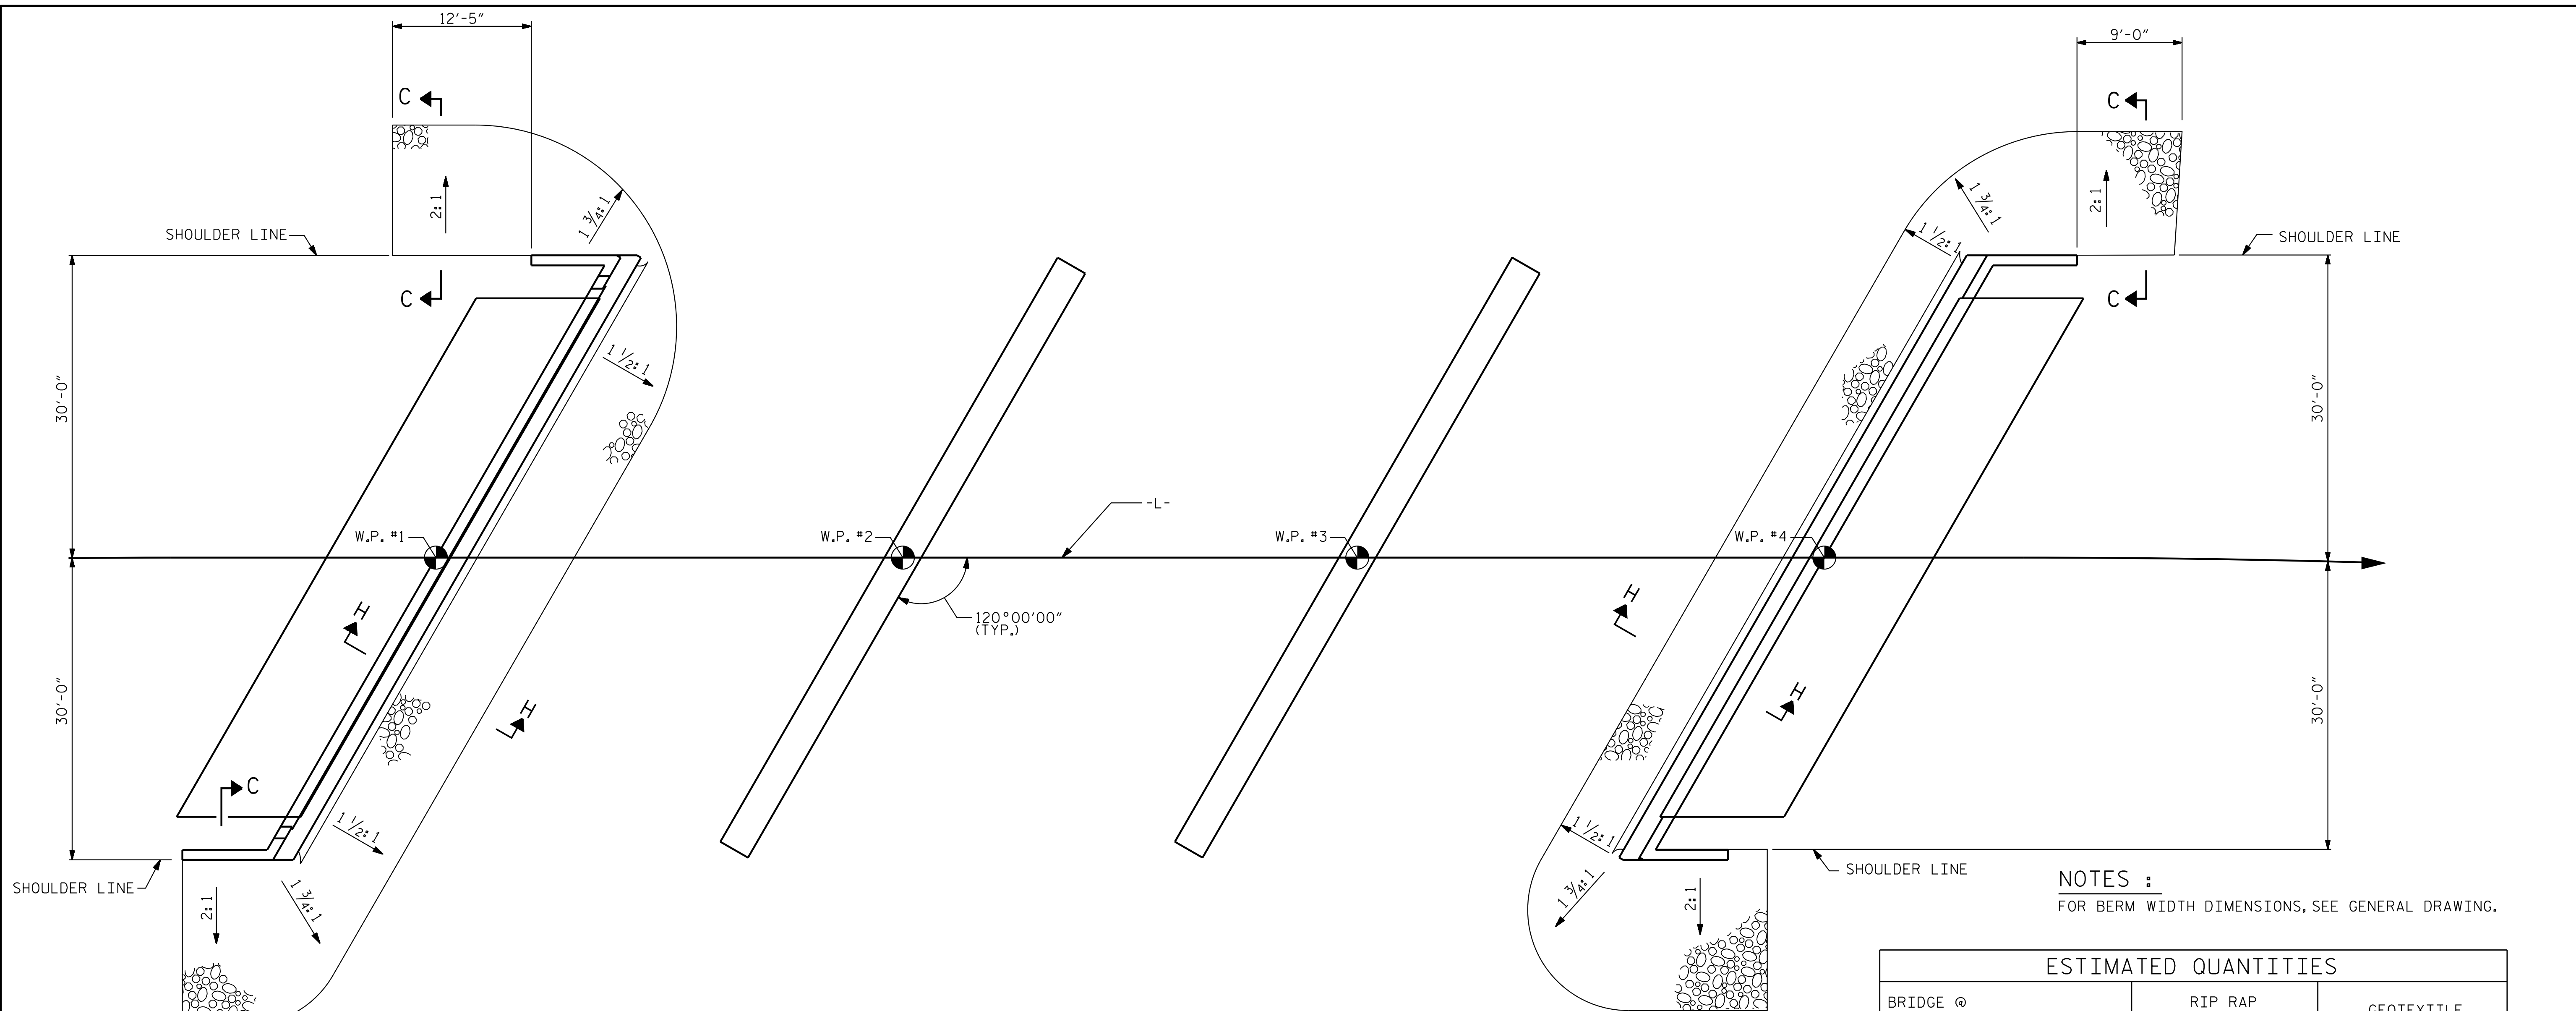 12'-5"
9'-0"
C
C
2:1
1 3/4:1
1 3/4:1
2:1
SHOULDER LINE
1 1/2:1
SHOULDER LINE
C
C
1 1/2:1
30'-0"
30'-0"
-L-
W.P. #1
W.P. #2
W.P. #3
W.P. #4
H
H
120°00'00"
(TYP.)
30'-0"
30'-0"
H
H
C
1 1/2:1
1 1/2:1
SHOULDER LINE
SHOULDER LINE
2:1
1 3/4:1
1 3/4:1
2:1
NOTES :
FOR BERM WIDTH DIMENSIONS, SEE GENERAL DRAWING.
ESTIMATED QUANTITIES
BRIDGE @
RIP RAP
GEOTEXTILE